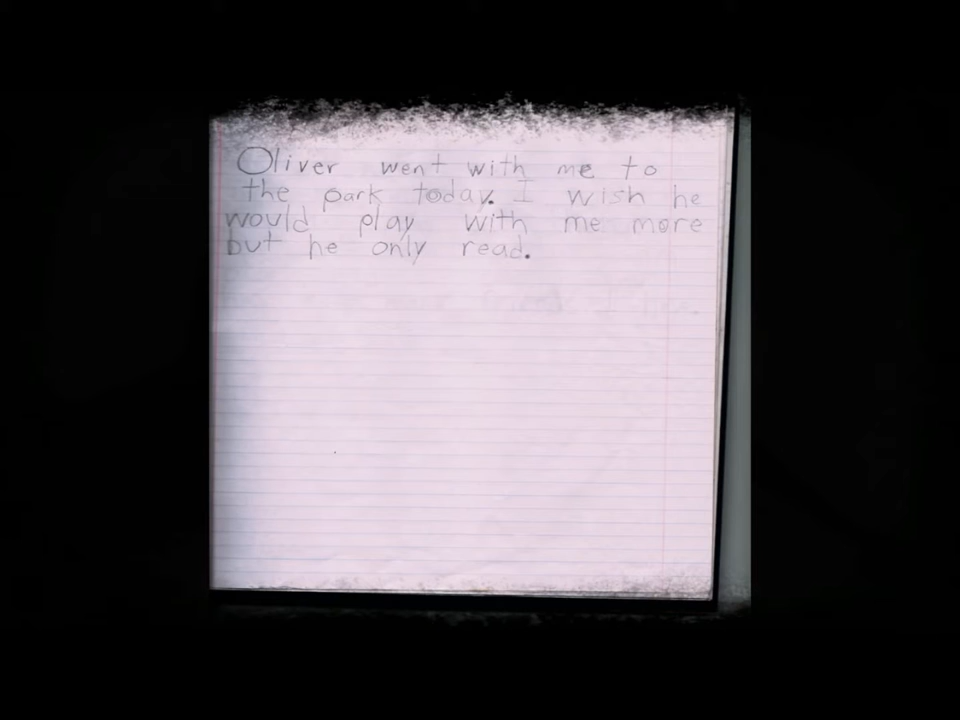 Oliver went with me to
the park today. I wish he
would play with me more
but he only read.